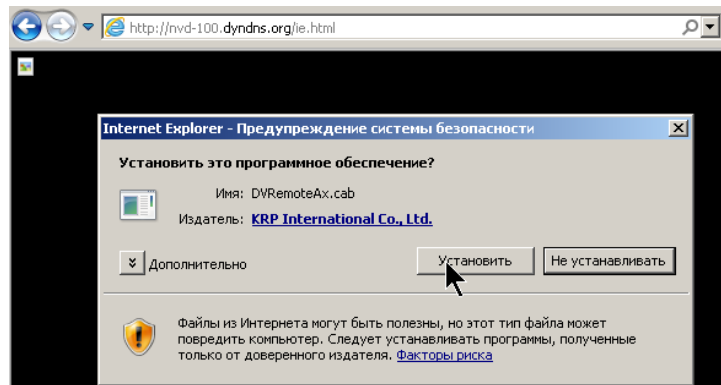 http://nvd-100.dyndns.org/ie.html
Internet Explorer - Предупреждение системы безопасности
Установить это программное обеспечение?
Имя: DVRemoteAx.cab
Издатель: KRP International Co., Ltd.
Дополнительно
Установить
Не устанавливать
Файлы из Интернета могут быть полезны, но этот тип файла может
повредить компьютер. Следует устанавливать программы, полученные
только от доверенного издателя. Факторы риска